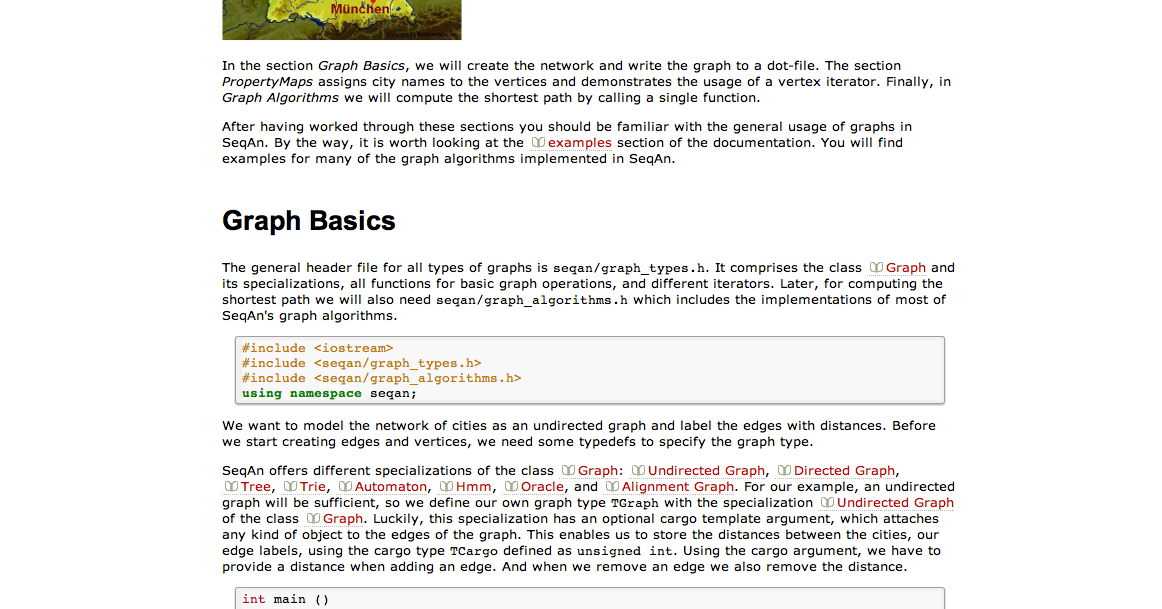 München
In the section Graph Basics, we will create the network and write the graph to a dot-file. The section
PropertyMaps assigns city names to the vertices and demonstrates the usage of a vertex iterator. Finally, in
Graph Algorithms we will compute the shortest path by calling a single function.
After having worked through these sections you should be familiar with the general usage of graphs in
SeqAn. By the way, it is worth looking at the examples section of the documentation. You will find
examples for many of the graph algorithms implemented in SeqAn.
Graph Basics
The general header file for all types of graphs is seqan/graph_types.h. It comprises the class Graph and
its specializations, all functions for basic graph operations, and different iterators. Later, for computing the
shortest path we will also need seqan/graph_algorithms.h which includes the implementations of most of
SeqAn's graph algorithms.
#include <iostream>
#include <seqan/graph_types.h>
#include <seqan/graph_algorithms.h>
using namespace seqan;
We want to model the network of cities as an undirected graph and label the edges with distances. Before
we start creating edges and vertices, we need some typedefs to specify the graph type.
SeqAn offers different specializations of the class Graph: Undirected Graph, Directed Graph,
Tree, Trie, Automaton, Hmm, Oracle, and Alignment Graph. For our example, an undirected
graph will be sufficient, so we define our own graph type TGraph with the specialization Undirected Graph
of the class Graph. Luckily, this specialization has an optional cargo template argument, which attaches
any kind of object to the edges of the graph. This enables us to store the distances between the cities, our
edge labels, using the cargo type TCargo defined as unsigned int. Using the cargo argument, we have to
provide a distance when adding an edge. And when we remove an edge we also remove the distance.
int main ()